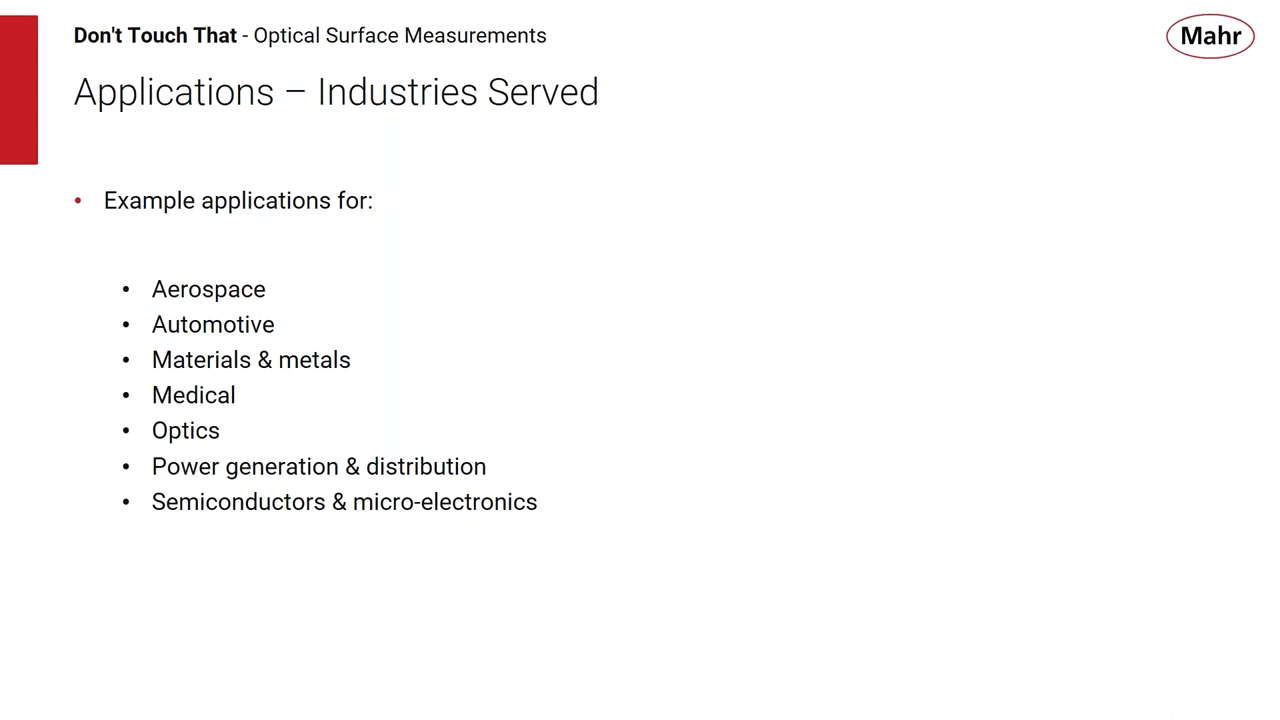 Don't Touch That - Optical Surface Measurements
Mahr
Applications – Industries Served
• Example applications for:
• Aerospace
• Automotive
• Materials & metals
• Medical
• Optics
• Power generation & distribution
• Semiconductors & micro-electronics